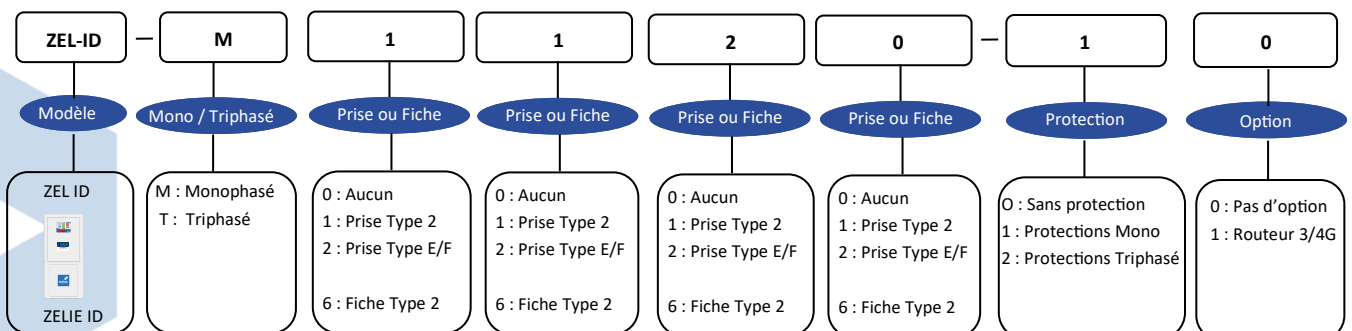 ZEL-ID – M 1 1 2 0 – 1 0
Modèle Mono / Triphasé Prise ou Fiche Prise ou Fiche Prise ou Fiche Prise ou Fiche Protection Option
ZEL ID
ZELIE ID
M : Monophasé
T : Triphasé
0 : Aucun
1 : Prise Type 2
2 : Prise Type E/F
6 : Fiche Type 2
0 : Aucun
1 : Prise Type 2
2 : Prise Type E/F
6 : Fiche Type 2
0 : Aucun
1 : Prise Type 2
2 : Prise Type E/F
6 : Fiche Type 2
0 : Aucun
1 : Prise Type 2
2 : Prise Type E/F
6 : Fiche Type 2
O : Sans protection
1 : Protections Mono
2 : Protections Triphasé
0 : Pas d’option
1 : Routeur 3/4G